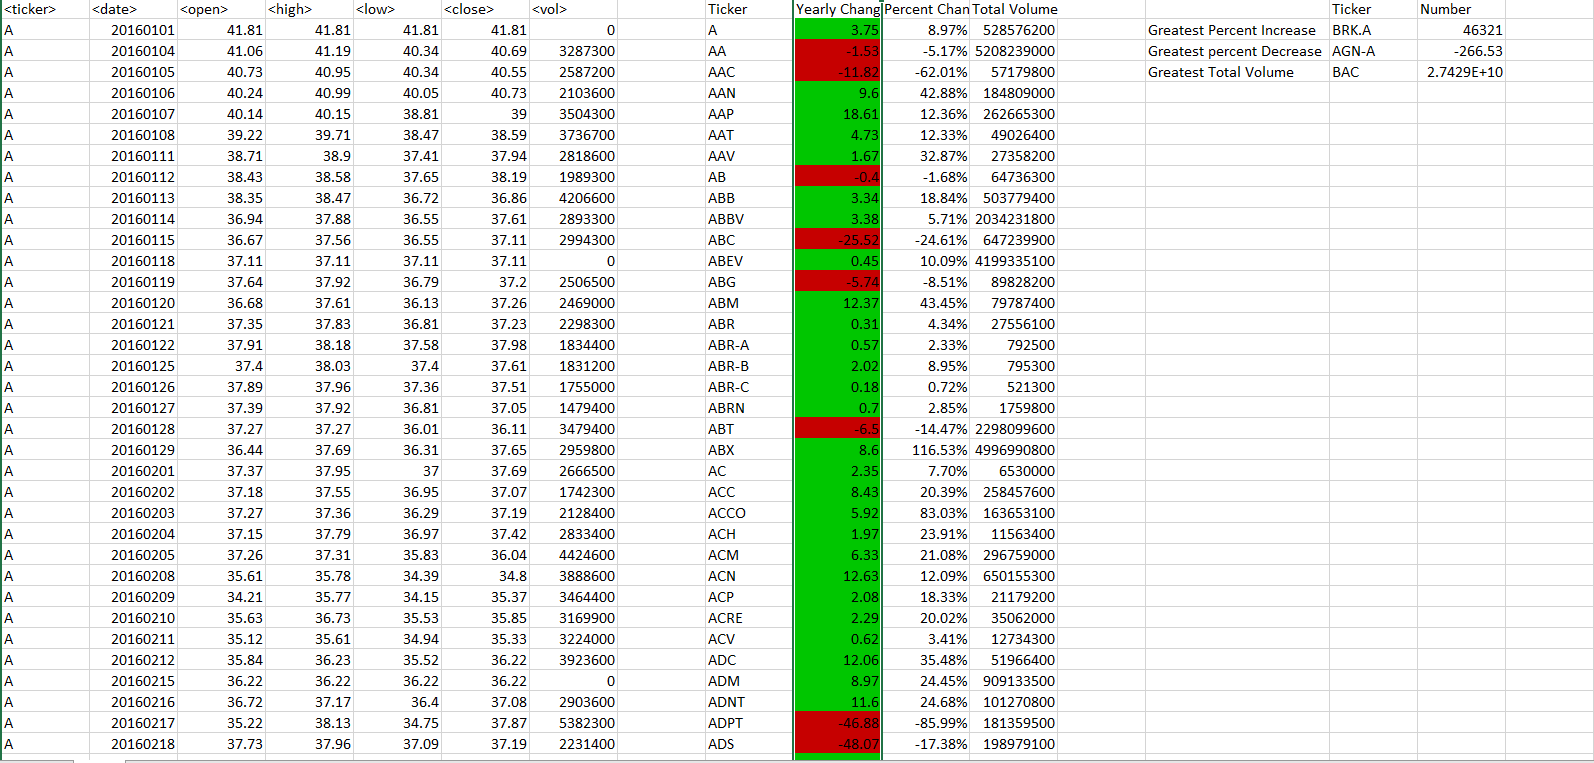 <ticker> <date> <open> <high> <low> <close> <vol> Ticker Yearly Chang Percent Chan Total Volume Ticker Number
A 20160101 41.81 41.81 41.81 41.81 0 A 3.75 8.97% 528576200 Greatest Percent Increase BRK.A 46321
A 20160104 41.06 41.19 40.34 40.69 3287300 AA -1.53 -5.17% 5208239000 Greatest percent Decrease AGN-A -266.53
A 20160105 40.73 40.95 40.34 40.55 2587200 AAC -11.82 -62.01% 57179800 Greatest Total Volume BAC 2.7429E+10
A 20160106 40.24 40.99 40.05 40.73 2103600 AAN 9.6 42.88% 184809000
A 20160107 40.14 40.15 38.81 39 3504300 AAP 18.61 12.36% 262665300
A 20160108 39.22 39.71 38.47 38.59 3736700 AAT 4.73 12.33% 49026400
A 20160111 38.71 38.9 37.41 37.94 2818600 AAV 1.67 32.87% 27358200
A 20160112 38.43 38.58 37.65 38.19 1989300 AB -0.4 -1.68% 64736300
A 20160113 38.35 38.47 36.72 36.86 4206600 ABB 3.34 18.84% 503779400
A 20160114 36.94 37.88 36.55 37.61 2893300 ABBV 3.38 5.71% 2034231800
A 20160115 36.67 37.56 36.55 37.11 2994300 ABC -25.52 -24.61% 647239900
A 20160118 37.11 37.11 37.11 37.11 0 ABEV 0.45 10.09% 4199335100
A 20160119 37.64 37.92 36.79 37.2 2506500 ABG -5.74 -8.51% 89828200
A 20160120 36.68 37.61 36.13 37.26 2469000 ABM 12.37 43.45% 79787400
A 20160121 37.35 37.83 36.81 37.23 2298300 ABR 0.31 4.34% 27556100
A 20160122 37.91 38.18 37.58 37.98 1834400 ABR-A 0.57 2.33% 792500
A 20160125 37.4 38.03 37.4 37.61 1831200 ABR-B 2.02 8.95% 795300
A 20160126 37.89 37.96 37.36 37.51 1755000 ABR-C 0.18 0.72% 521300
A 20160127 37.39 37.92 36.81 37.05 1479400 ABRN 0.7 2.85% 1759800
A 20160128 37.27 37.27 36.01 36.11 3479400 ABT -6.5 -14.47% 2298099600
A 20160129 36.44 37.69 36.31 37.65 2959800 ABX 8.6 116.53% 4996990800
A 20160201 37.37 37.95 37 37.69 2666500 AC 2.35 7.70% 6530000
A 20160202 37.18 37.55 36.95 37.07 1742300 ACC 8.43 20.39% 258457600
A 20160203 37.27 37.36 36.29 37.19 2128400 ACCO 5.92 83.03% 163653100
A 20160204 37.15 37.79 36.97 37.42 2833400 ACH 1.97 23.91% 11563400
A 20160205 37.26 37.31 35.83 36.04 4424600 ACM 6.33 21.08% 296759000
A 20160208 35.61 35.78 34.39 34.8 3888600 ACN 12.63 12.09% 650155300
A 20160209 34.21 35.77 34.15 35.37 3464400 ACP 2.08 18.33% 21179200
A 20160210 35.63 36.73 35.53 35.85 3169900 ACRE 2.29 20.02% 35062000
A 20160211 35.12 35.61 34.94 35.33 3224000 ACV 0.62 3.41% 12734300
A 20160212 35.84 36.23 35.52 36.22 3923600 ADC 12.06 35.48% 51966400
A 20160215 36.22 36.22 36.22 36.22 0 ADM 8.97 24.45% 909133500
A 20160216 36.72 37.17 36.4 37.08 2903600 ADNT 11.6 24.68% 101270800
A 20160217 35.22 38.13 34.75 37.87 5382300 ADPT -46.88 -85.99% 181359500
A 20160218 37.73 37.96 37.09 37.19 2231400 ADS -48.07 -17.38% 198979100